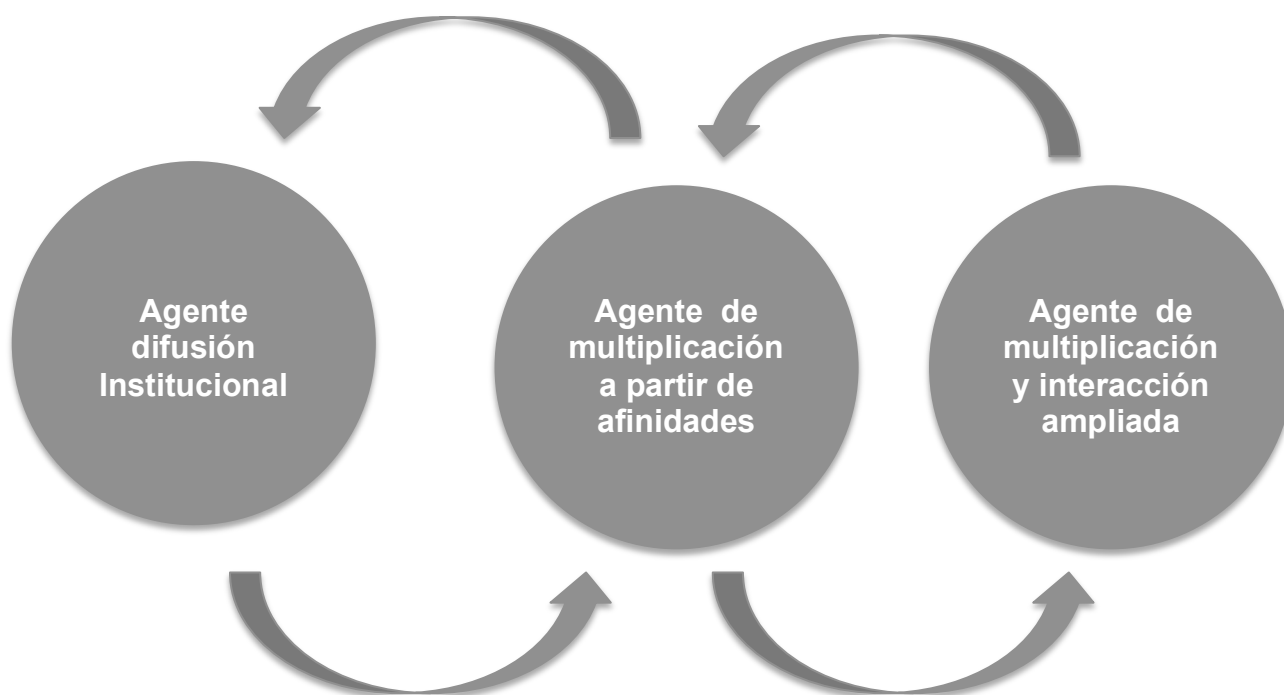 Agente
difusión
Institucional
Agente de
multiplicación
a partir de
afinidades
Agente de
multiplicación
y interacción
ampliada